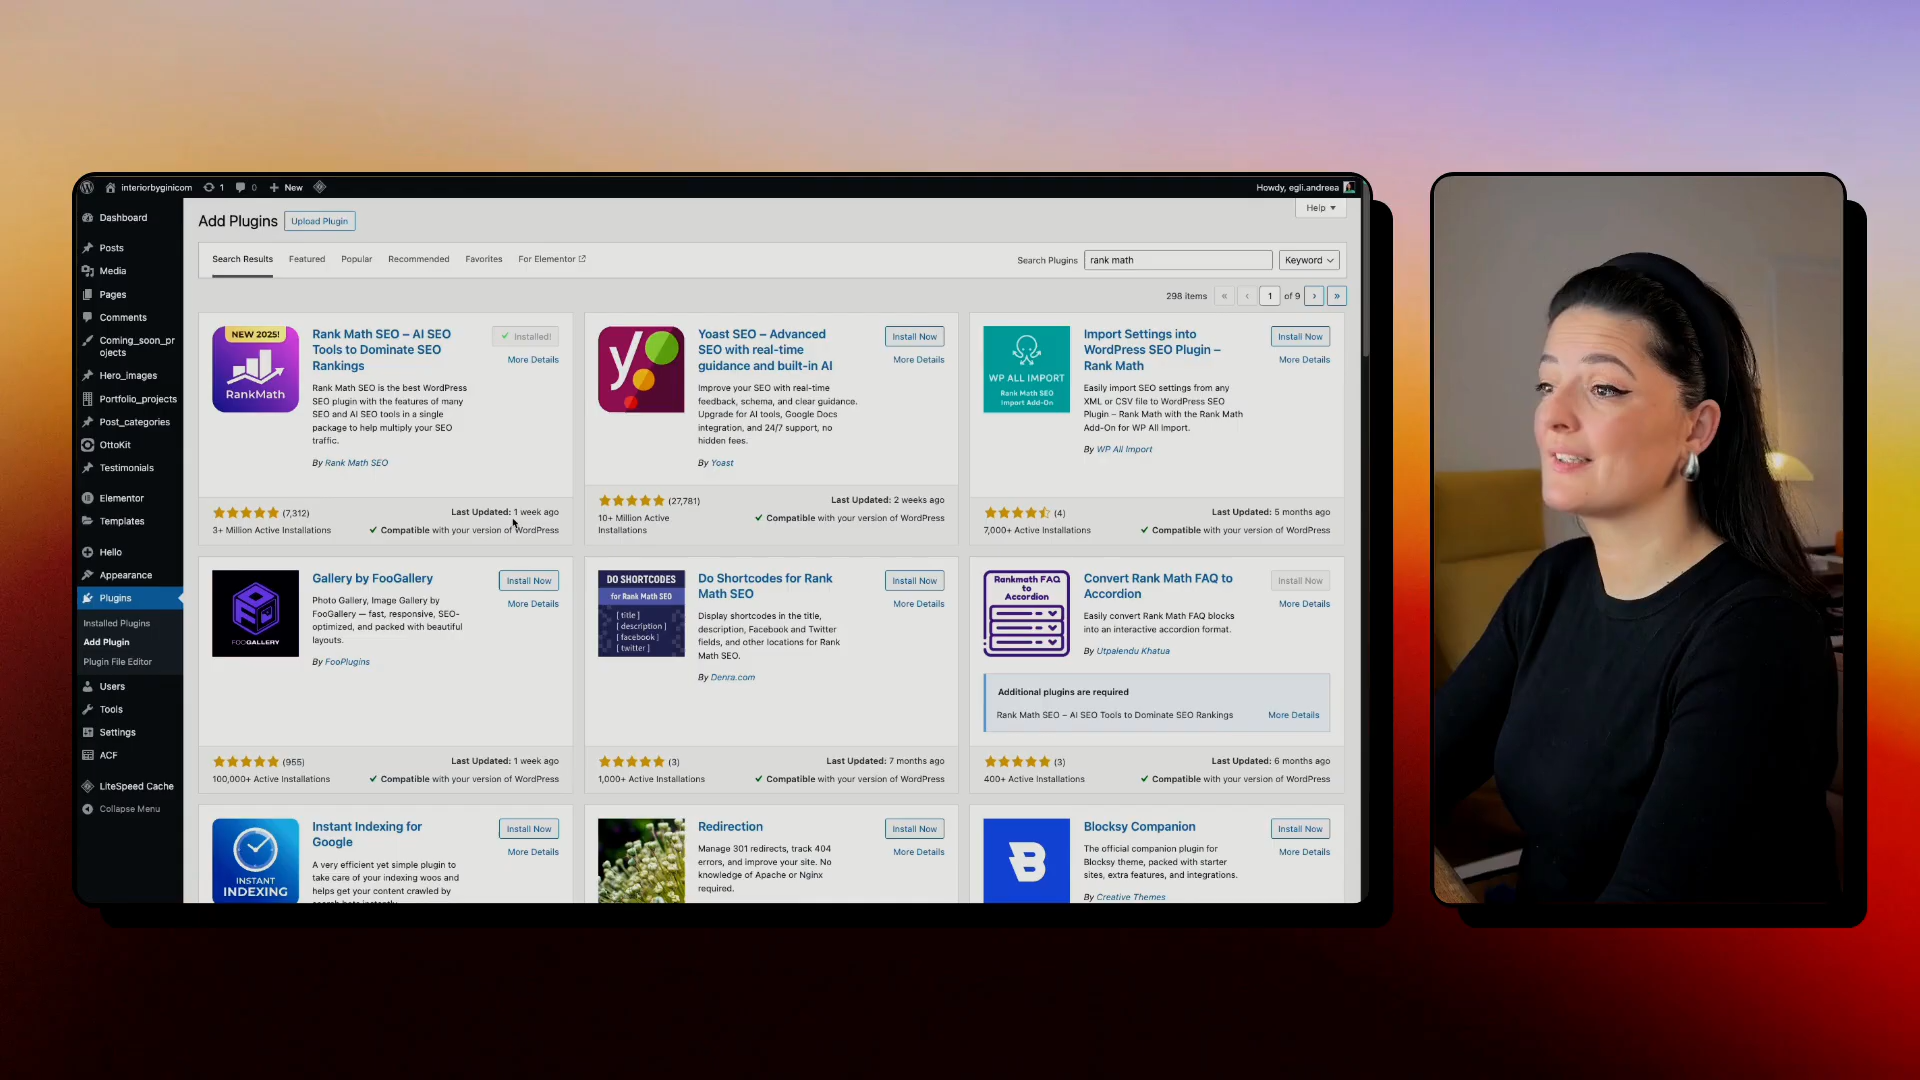 interiorbyginicom 1 0 New
Howdy, egli.andreea
Dashboard
Posts
Media
Pages
Comments
Coming_soon_pr
ojects
Hero_images
Portfolio_projects
Post_categories
OttoKit
Testimonials
Elementor
Templates
Hello
Appearance
Plugins
Installed Plugins
Add Plugin
Plugin File Editor
Users
Tools
Settings
ACF
LiteSpeed Cache
Collapse Menu
Help
Add Plugins
Upload Plugin
Search Results Featured Popular Recommended Favorites For Elementor
Search Plugins rank math Keyword
298 items « ‹ 1 of 9 › »
NEW 2025!
RankMath
Rank Math SEO – AI SEO
Tools to Dominate SEO
Rankings
Installed!
More Details
Rank Math SEO is the best WordPress
SEO plugin with the features of many
SEO and AI SEO tools in a single
package to help multiply your SEO
traffic.
By Rank Math SEO
(7,312)
3+ Million Active Installations
Last Updated: 1 week ago
Compatible with your version of WordPress
y
Yoast SEO – Advanced
SEO with real-time
guidance and built-in AI
Install Now
More Details
Improve your SEO with real-time
feedback, schema, and clear guidance.
Upgrade for AI tools, Google Docs
integration, and 24/7 support, no
hidden fees.
By Yoast
(27,781)
10+ Million Active
Installations
Last Updated: 2 weeks ago
Compatible with your version of WordPress
WP ALL IMPORT
Rank Math SEO
Import Add-On
Import Settings into
WordPress SEO Plugin –
Rank Math
Install Now
More Details
Easily import SEO settings from any
XML or CSV file to WordPress SEO
Plugin – Rank Math with the Rank Math
Add-On for WP All Import.
By WP All Import
(4)
7,000+ Active Installations
Last Updated: 5 months ago
Compatible with your version of WordPress
FOOGALLERY
Gallery by FooGallery
Install Now
More Details
Photo Gallery, Image Gallery by
FooGallery — fast, responsive, SEO-
optimized, and packed with beautiful
layouts.
By FooPlugins
(955)
100,000+ Active Installations
Last Updated: 1 week ago
Compatible with your version of WordPress
DO SHORTCODES
for Rank Math SEO
[ title ]
[ description ]
[ facebook ]
[ twitter ]
Do Shortcodes for Rank
Math SEO
Install Now
More Details
Display shortcodes in the title,
description, Facebook and Twitter
fields, and other locations for Rank
Math SEO.
By Denra.com
(3)
1,000+ Active Installations
Last Updated: 7 months ago
Compatible with your version of WordPress
Rankmath FAQ
to
Accordion
Convert Rank Math FAQ to
Accordion
Install Now
More Details
Easily convert Rank Math FAQ blocks
into an interactive accordion format.
By Utpalendu Khatua
Additional plugins are required
Rank Math SEO – AI SEO Tools to Dominate SEO Rankings More Details
(3)
400+ Active Installations
Last Updated: 6 months ago
Compatible with your version of WordPress
INSTANT
INDEXING
Instant Indexing for
Google
Install Now
More Details
A very efficient yet simple plugin to
take care of your indexing woos and
helps get your content crawled by
Redirection
Install Now
More Details
Manage 301 redirects, track 404
errors, and improve your site. No
knowledge of Apache or Nginx
required.
B
Blocksy Companion
Install Now
More Details
The official companion plugin for
Blocksy theme, packed with starter
sites, extra features, and integrations.
By Creative Themes